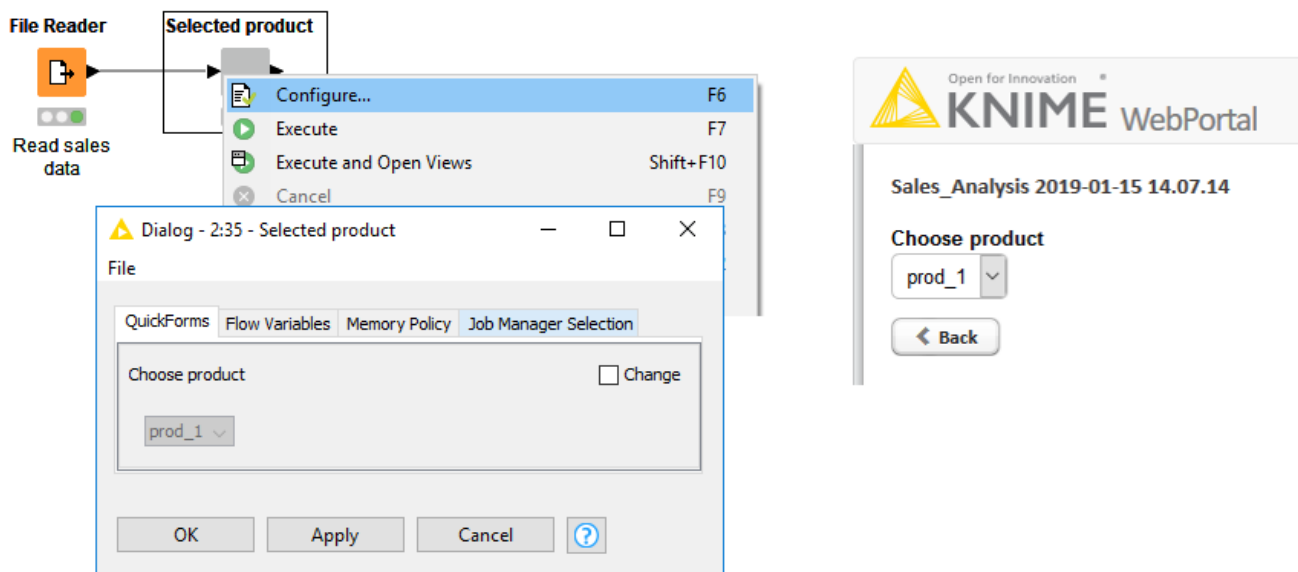 File Reader
Selected product
Read sales
data
Configure... F6
Execute F7
Execute and Open Views Shift+F10
Cancel F9
Dialog - 2:35 - Selected product
File
QuickForms Flow Variables Memory Policy Job Manager Selection
Choose product Change
prod_1
OK Apply Cancel ?
Open for Innovation
KNIME WebPortal
Sales_Analysis 2019-01-15 14.07.14
Choose product
prod_1
Back